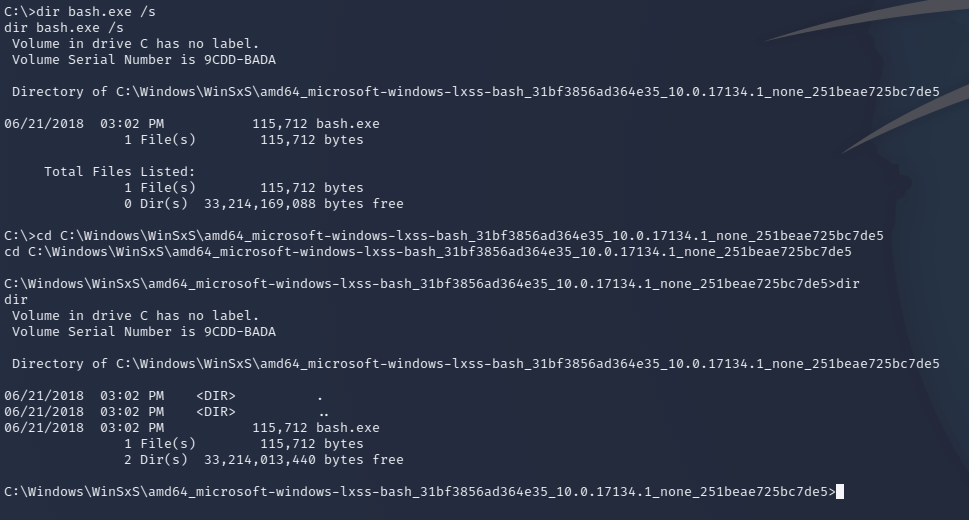 C:\>dir bash.exe /s
dir bash.exe /s
 Volume in drive C has no label.
 Volume Serial Number is 9CDD-BADA

 Directory of C:\Windows\WinSxS\amd64_microsoft-windows-lxss-bash_31bf3856ad364e35_10.0.17134.1_none_251beae725bc7de5

06/21/2018  03:02 PM           115,712 bash.exe
               1 File(s)        115,712 bytes

     Total Files Listed:
               1 File(s)        115,712 bytes
               0 Dir(s)  33,214,169,088 bytes free

C:\>cd C:\Windows\WinSxS\amd64_microsoft-windows-lxss-bash_31bf3856ad364e35_10.0.17134.1_none_251beae725bc7de5
cd C:\Windows\WinSxS\amd64_microsoft-windows-lxss-bash_31bf3856ad364e35_10.0.17134.1_none_251beae725bc7de5

C:\Windows\WinSxS\amd64_microsoft-windows-lxss-bash_31bf3856ad364e35_10.0.17134.1_none_251beae725bc7de5>dir
dir
 Volume in drive C has no label.
 Volume Serial Number is 9CDD-BADA

 Directory of C:\Windows\WinSxS\amd64_microsoft-windows-lxss-bash_31bf3856ad364e35_10.0.17134.1_none_251beae725bc7de5

06/21/2018  03:02 PM    <DIR>          .
06/21/2018  03:02 PM    <DIR>          ..
06/21/2018  03:02 PM           115,712 bash.exe
               1 File(s)        115,712 bytes
               2 Dir(s)  33,214,013,440 bytes free

C:\Windows\WinSxS\amd64_microsoft-windows-lxss-bash_31bf3856ad364e35_10.0.17134.1_none_251beae725bc7de5>